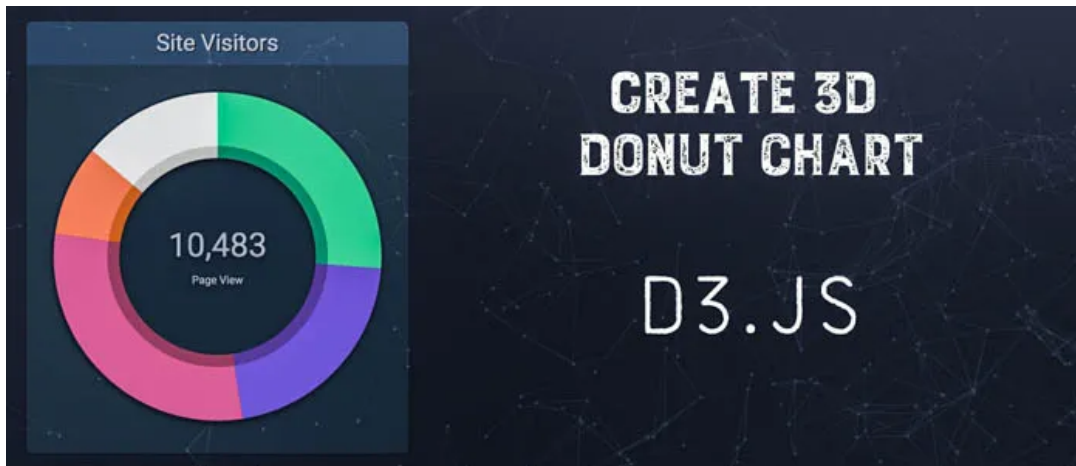 Site Visitors
10,483
Page View
CREATE 3D
DONUT CHART
D3.JS